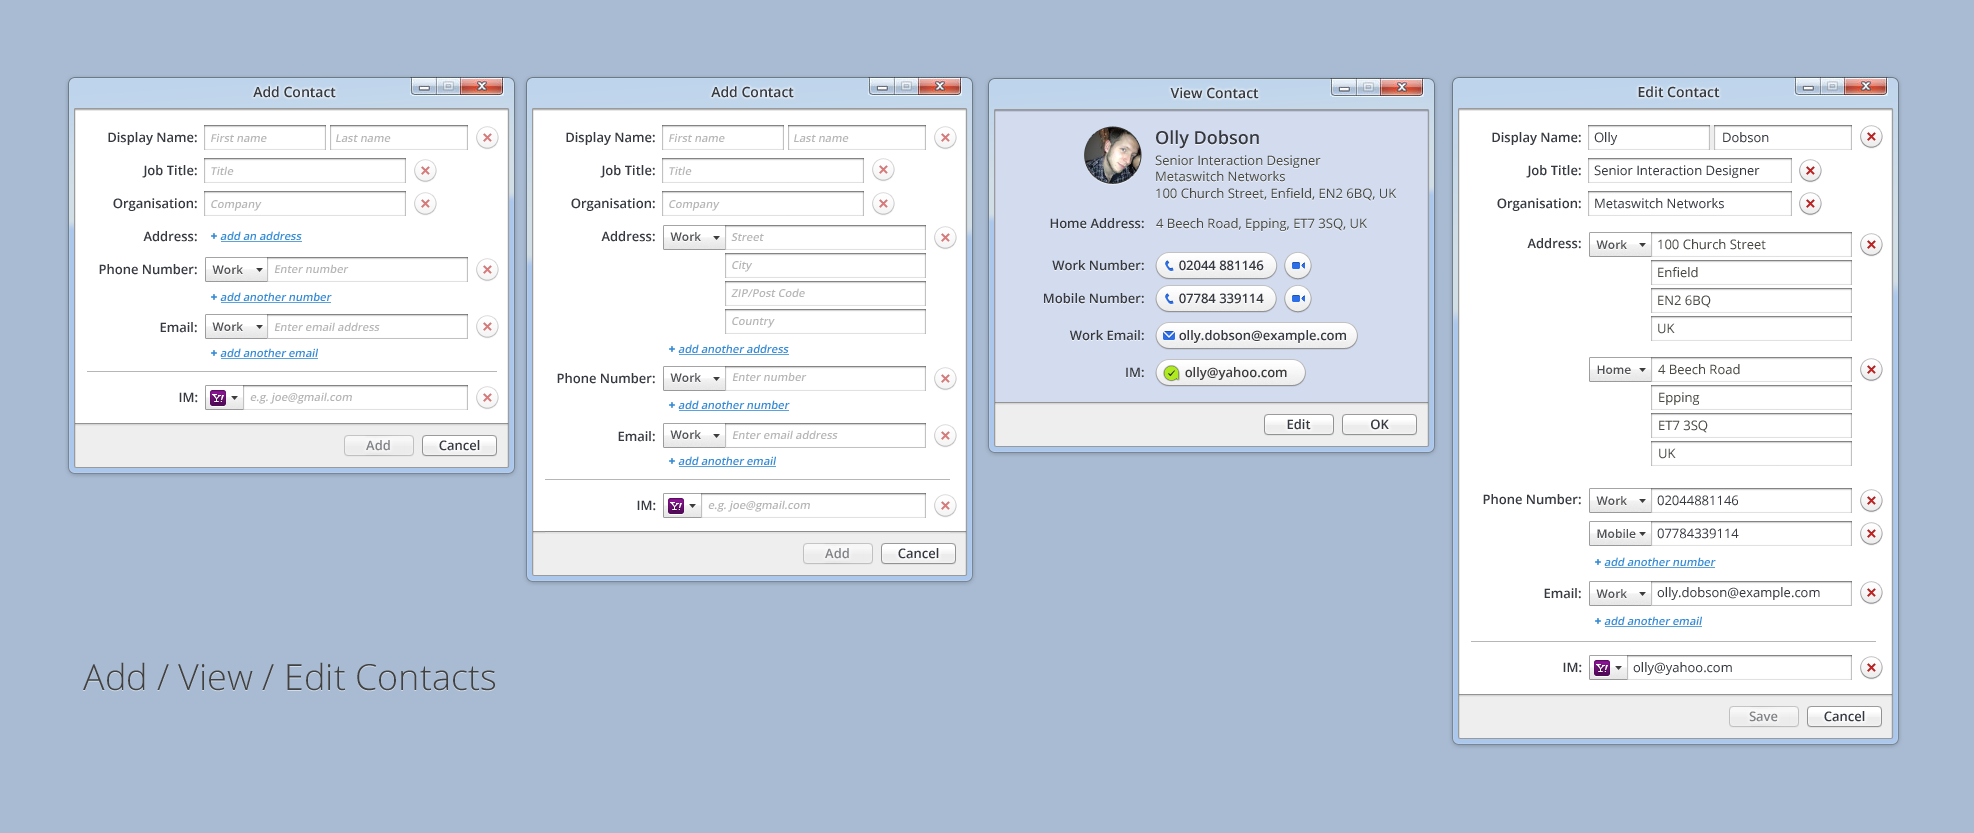 Add Contact
Display Name: First name Last name
Job Title: Title
Organisation: Company
Address: + add an address
Phone Number: Work Enter number
+ add another number
Email: Work Enter email address
+ add another email
IM: Y! e.g. joe@gmail.com
Add Cancel
Add Contact
Display Name: First name Last name
Job Title: Title
Organisation: Company
Address: Work Street
City
ZIP/Post Code
Country
+ add another address
Phone Number: Work Enter number
+ add another number
Email: Work Enter email address
+ add another email
IM: Y! e.g. joe@gmail.com
Add Cancel
View Contact
Olly Dobson
Senior Interaction Designer
Metaswitch Networks
100 Church Street, Enfield, EN2 6BQ, UK
Home Address: 4 Beech Road, Epping, ET7 3SQ, UK
Work Number: 02044 881146
Mobile Number: 07784 339114
Work Email: olly.dobson@example.com
IM: olly@yahoo.com
Edit OK
Edit Contact
Display Name: Olly Dobson
Job Title: Senior Interaction Designer
Organisation: Metaswitch Networks
Address: Work 100 Church Street
Enfield
EN2 6BQ
UK
Home 4 Beech Road
Epping
ET7 3SQ
UK
Phone Number: Work 02044881146
Mobile 07784339114
+ add another number
Email: Work olly.dobson@example.com
+ add another email
IM: Y! olly@yahoo.com
Save Cancel
Add / View / Edit Contacts